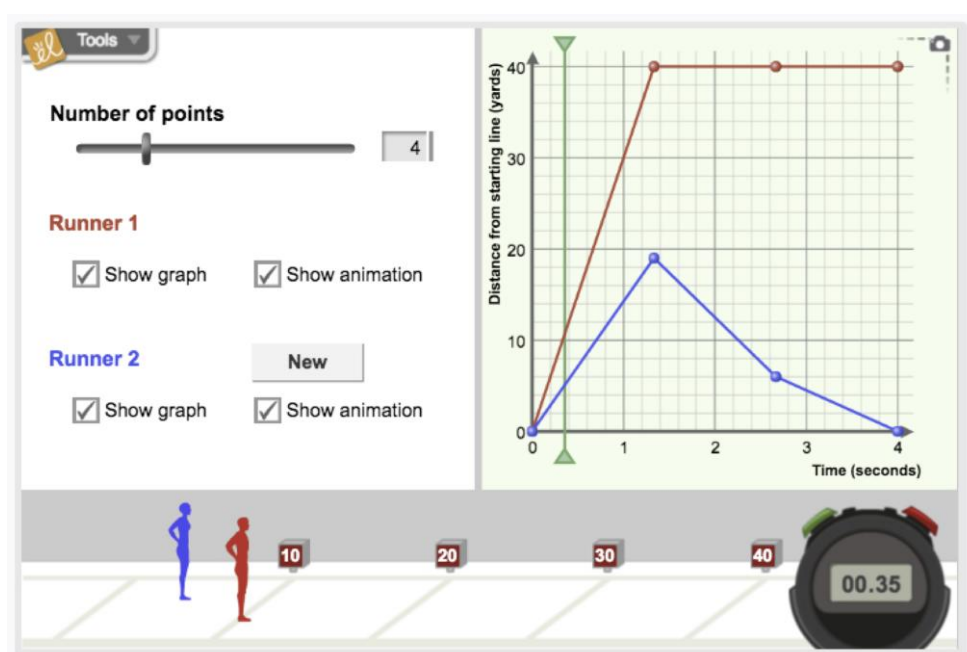 Tools
Number of points
4
Runner 1
Show graph
Show animation
Runner 2
New
Show graph
Show animation
Distance from starting line (yards)
40
30
20
10
0
0
1
2
3
4
Time (seconds)
10
20
30
40
00.35